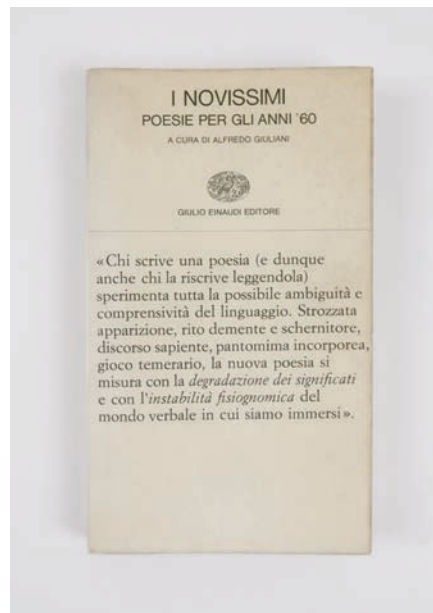 I NOVISSIMI
POESIE PER GLI ANNI '60
A CURA DI ALFREDO GIULIANI
GIULIO EINAUDI EDITORE
«Chi scrive una poesia (e dunque
anche chi la riscrive leggendola)
sperimenta tutta la possibile ambiguità e
comprensività del linguaggio. Strozzata
apparizione, rito demente e schernitore,
discorso sapiente, pantomima incorporea,
gioco temerario, la nuova poesia si
misura con la degradazione dei significati
e con l'instabilità fisiognomica del
mondo verbale in cui siamo immersi».